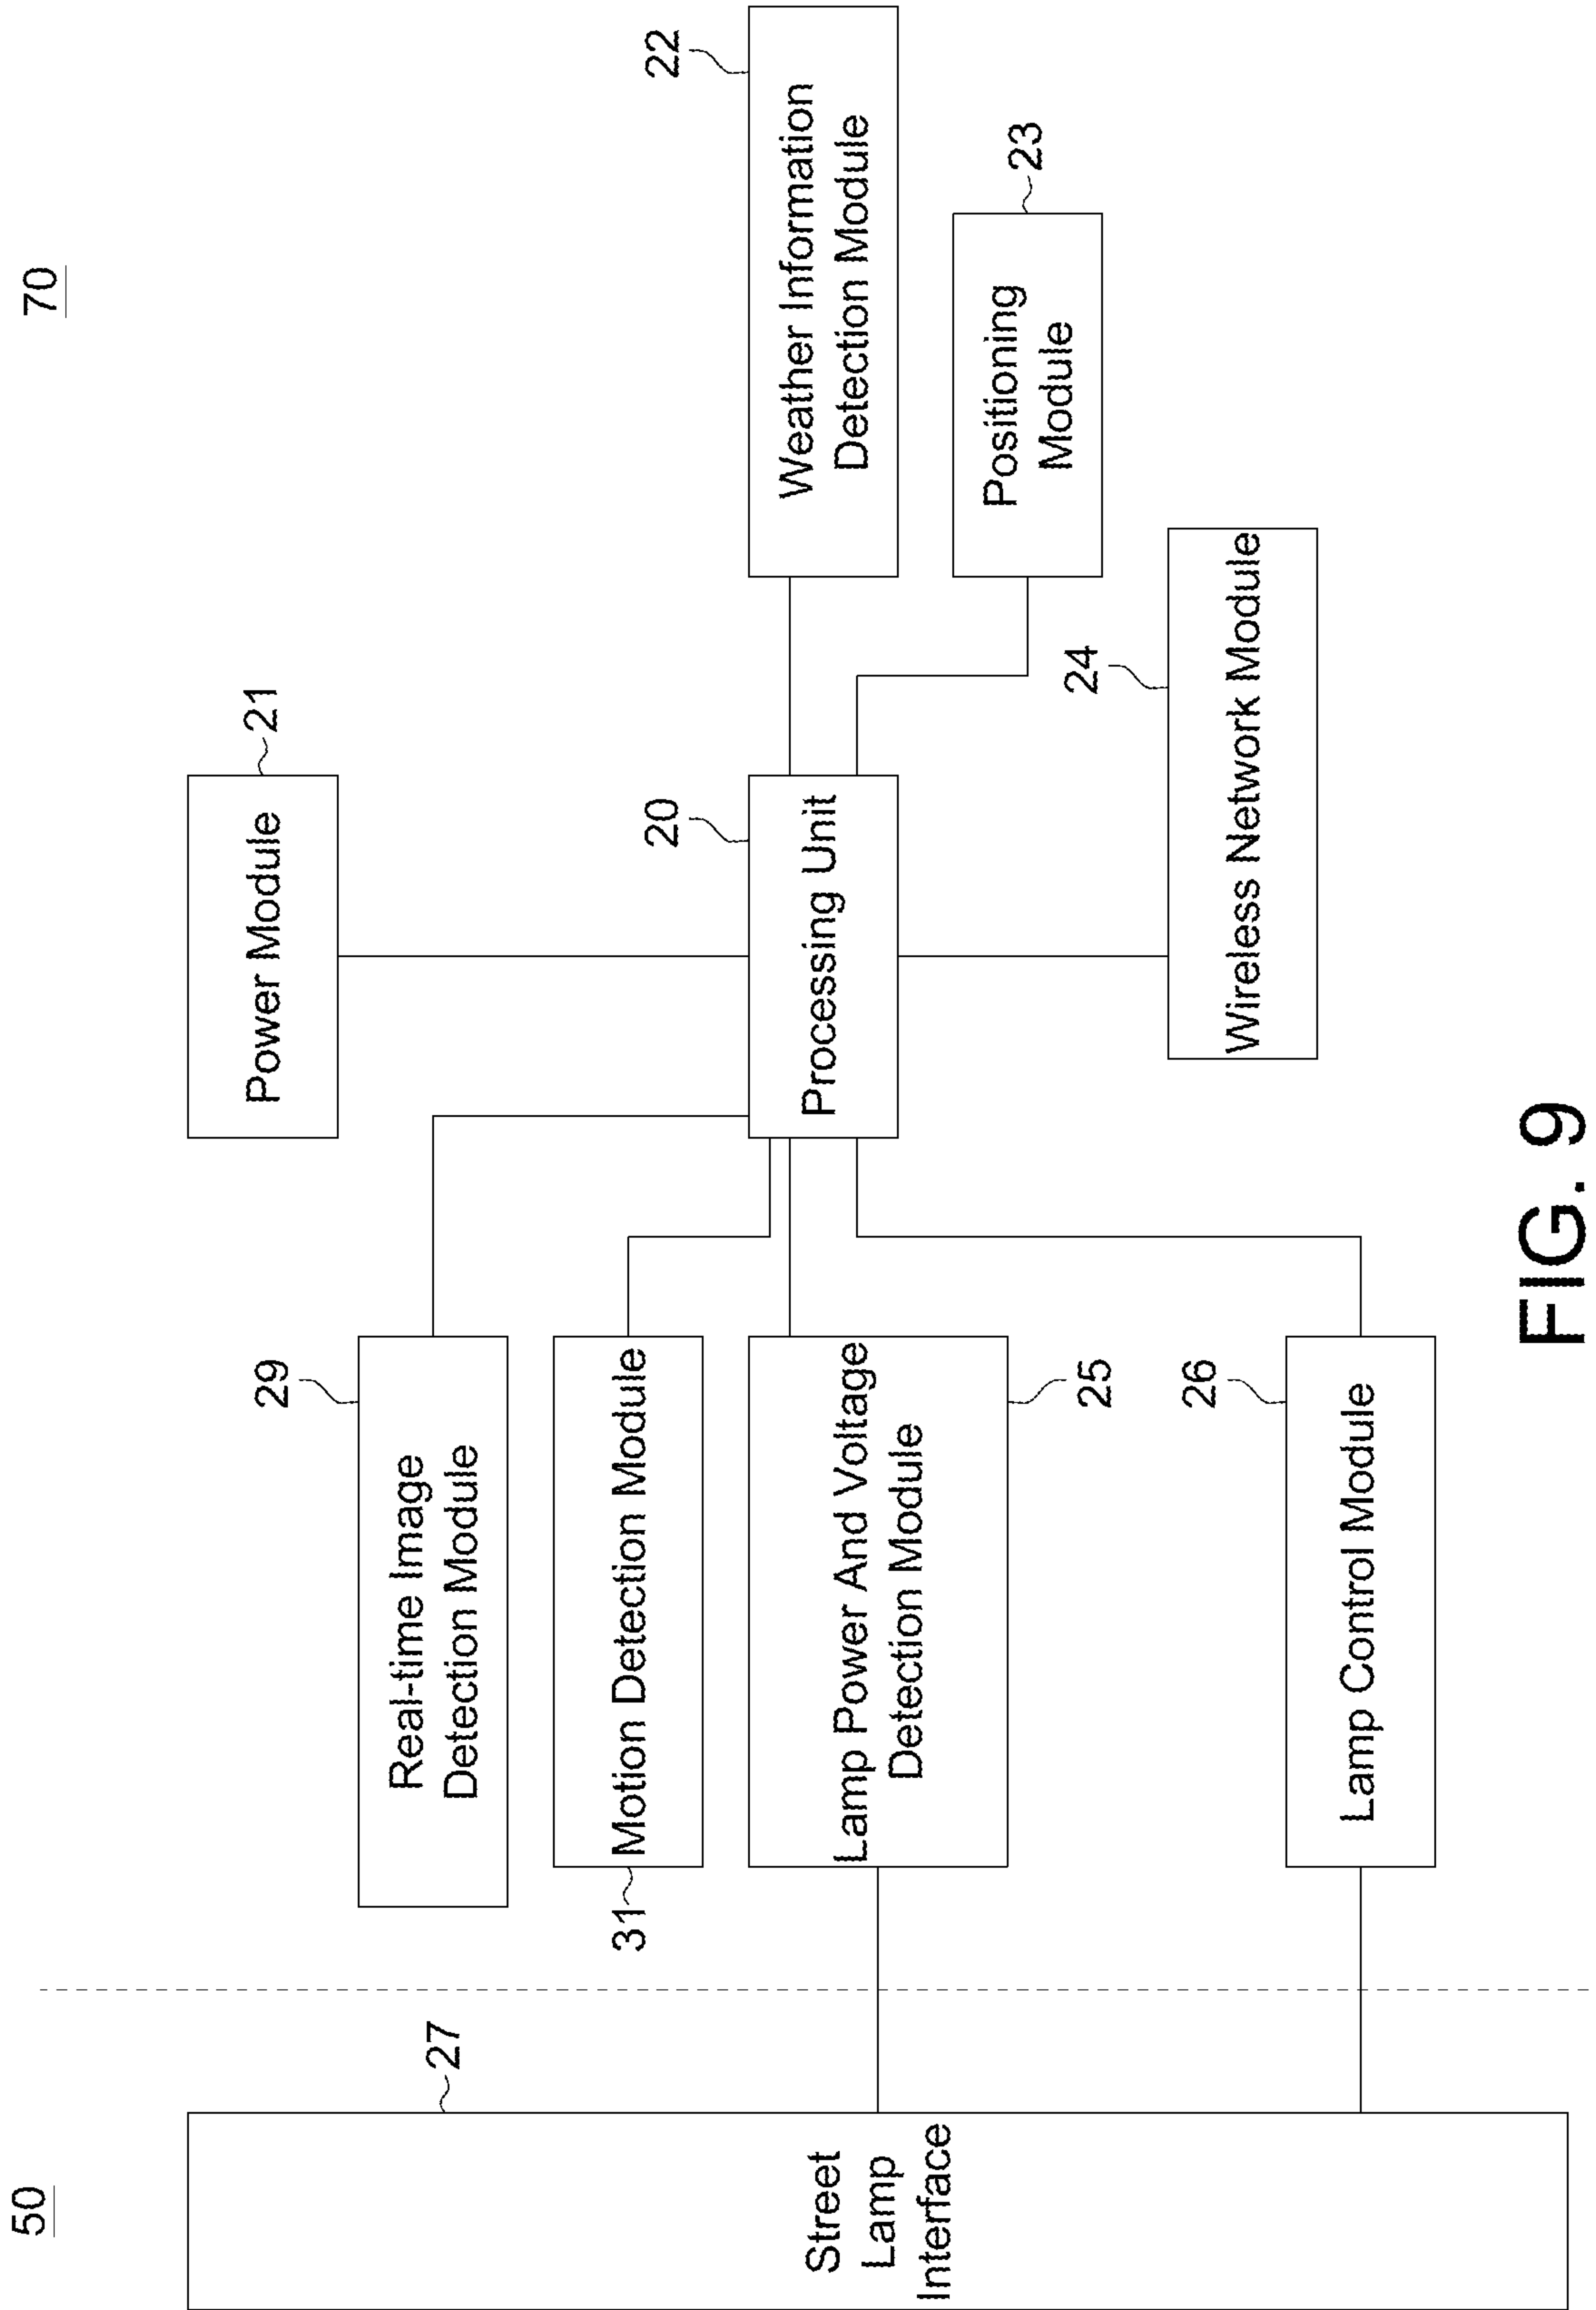 50
70
Street
Lamp
Interface
27
Real-time Image
Detection Module
29
31
Motion Detection Module
Lamp Power And Voltage
Detection Module
25
Lamp Control Module
26
Power Module
21
Processing Unit
20
Wireless Network Module
24
Weather Information
Detection Module
22
Positioning
Module
23
FIG. 9